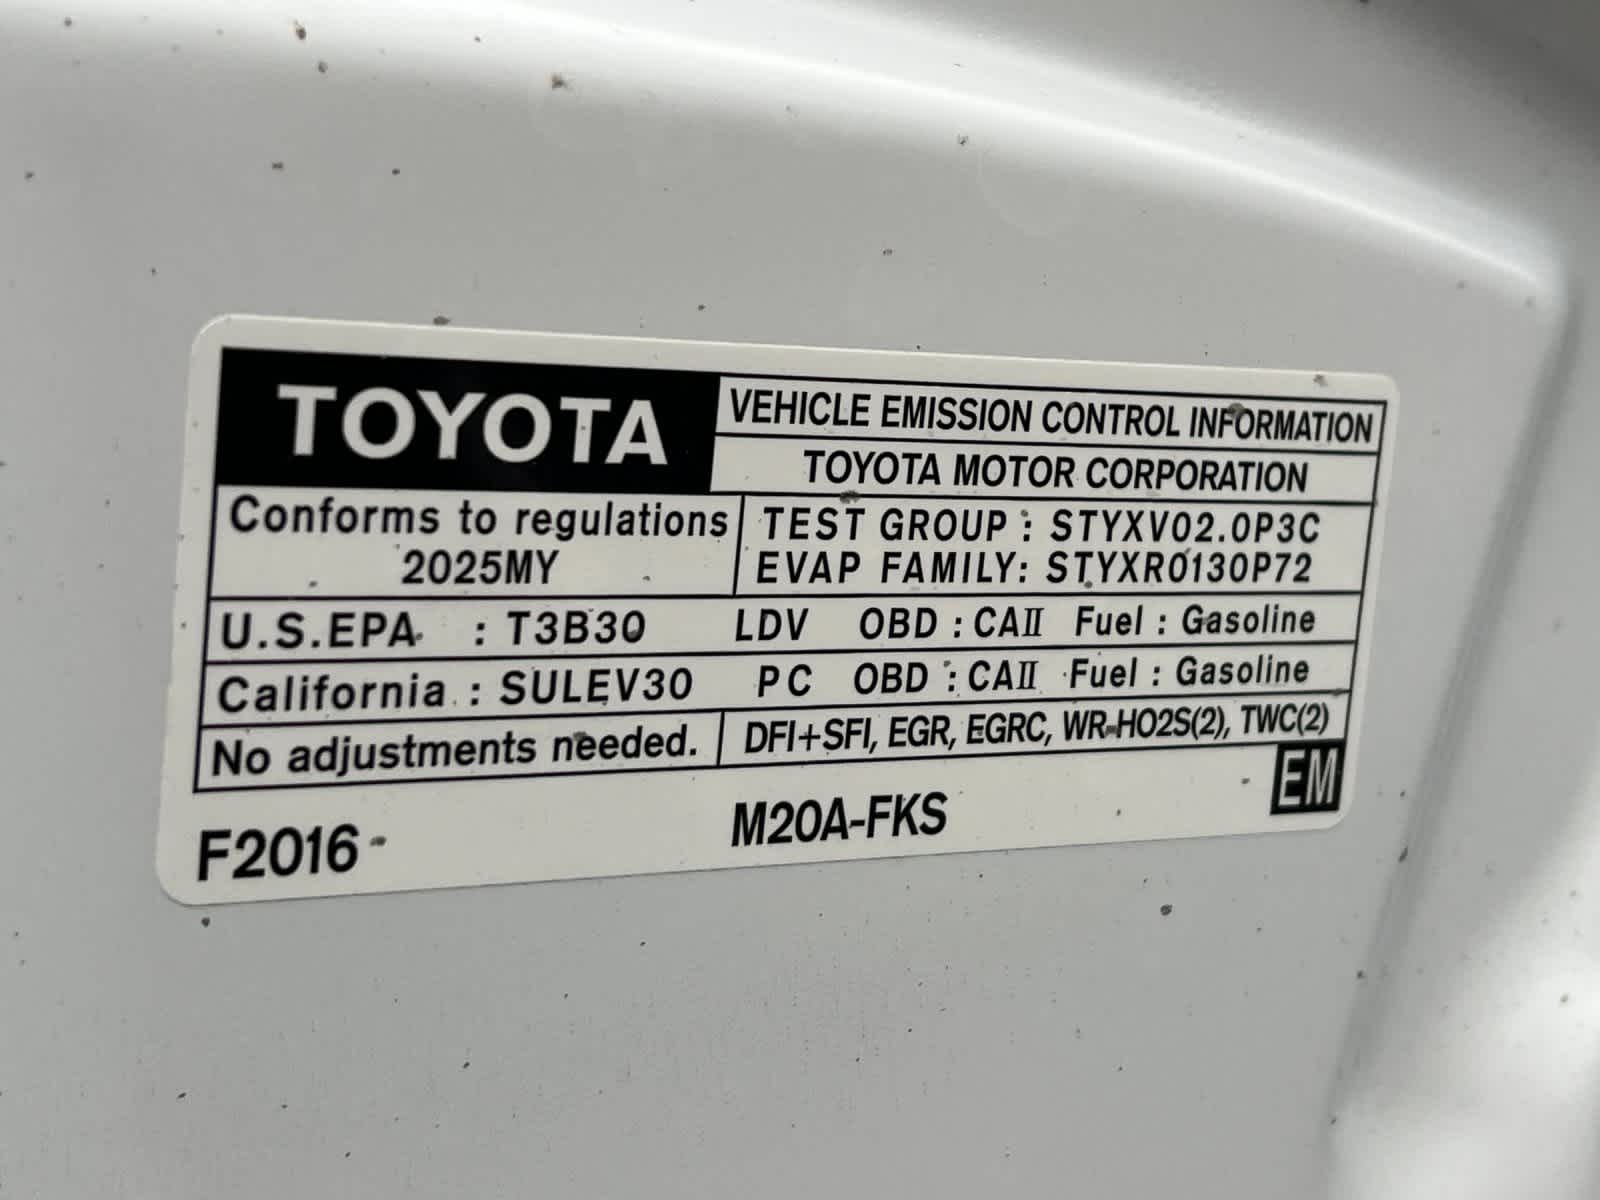 TOYOTA
VEHICLE EMISSION CONTROL INFORMATION
TOYOTA MOTOR CORPORATION
Conforms to regulations
2025MY
TEST GROUP : STYXV02.0P3C
EVAP FAMILY: STYXR0130P72
U.S.EPA : T3B30 LDV OBD : CAⅡ Fuel : Gasoline
California : SULEV30 PC OBD : CAⅡ Fuel : Gasoline
No adjustments needed. DFI+SFI, EGR, EGRC, WR-HO2S(2), TWC(2)
F2016 M20A-FKS EM